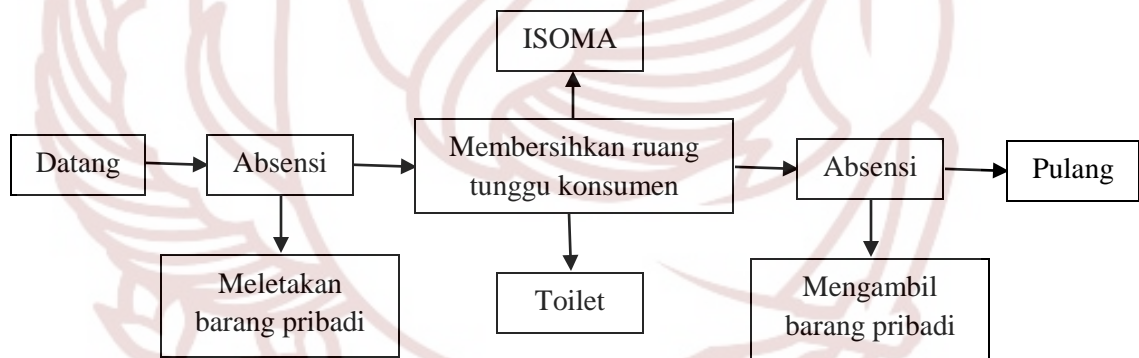 ISOMA
Datang
Absensi
Membersihkan ruang
tunggu konsumen
Absensi
Pulang
Meletakan
barang pribadi
Toilet
Mengambil
barang pribadi